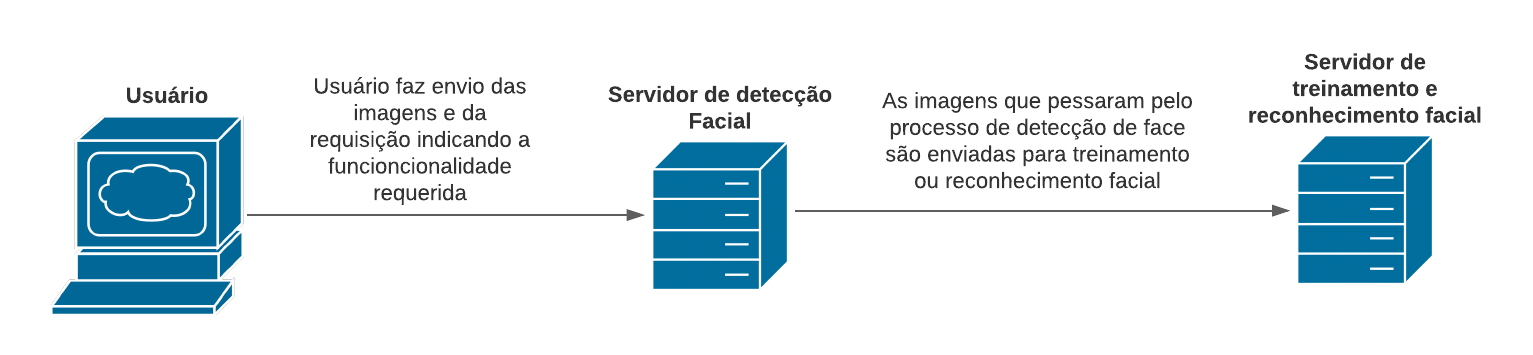 Usuário
Usuário faz envio das
imagens e da
requisição indicando a
funcioncionalidade
requerida
Servidor de detecção
Facial
As imagens que pessaram pelo
processo de detecção de face
são enviadas para treinamento
ou reconhecimento facial
Servidor de
treinamento e
reconhecimento facial